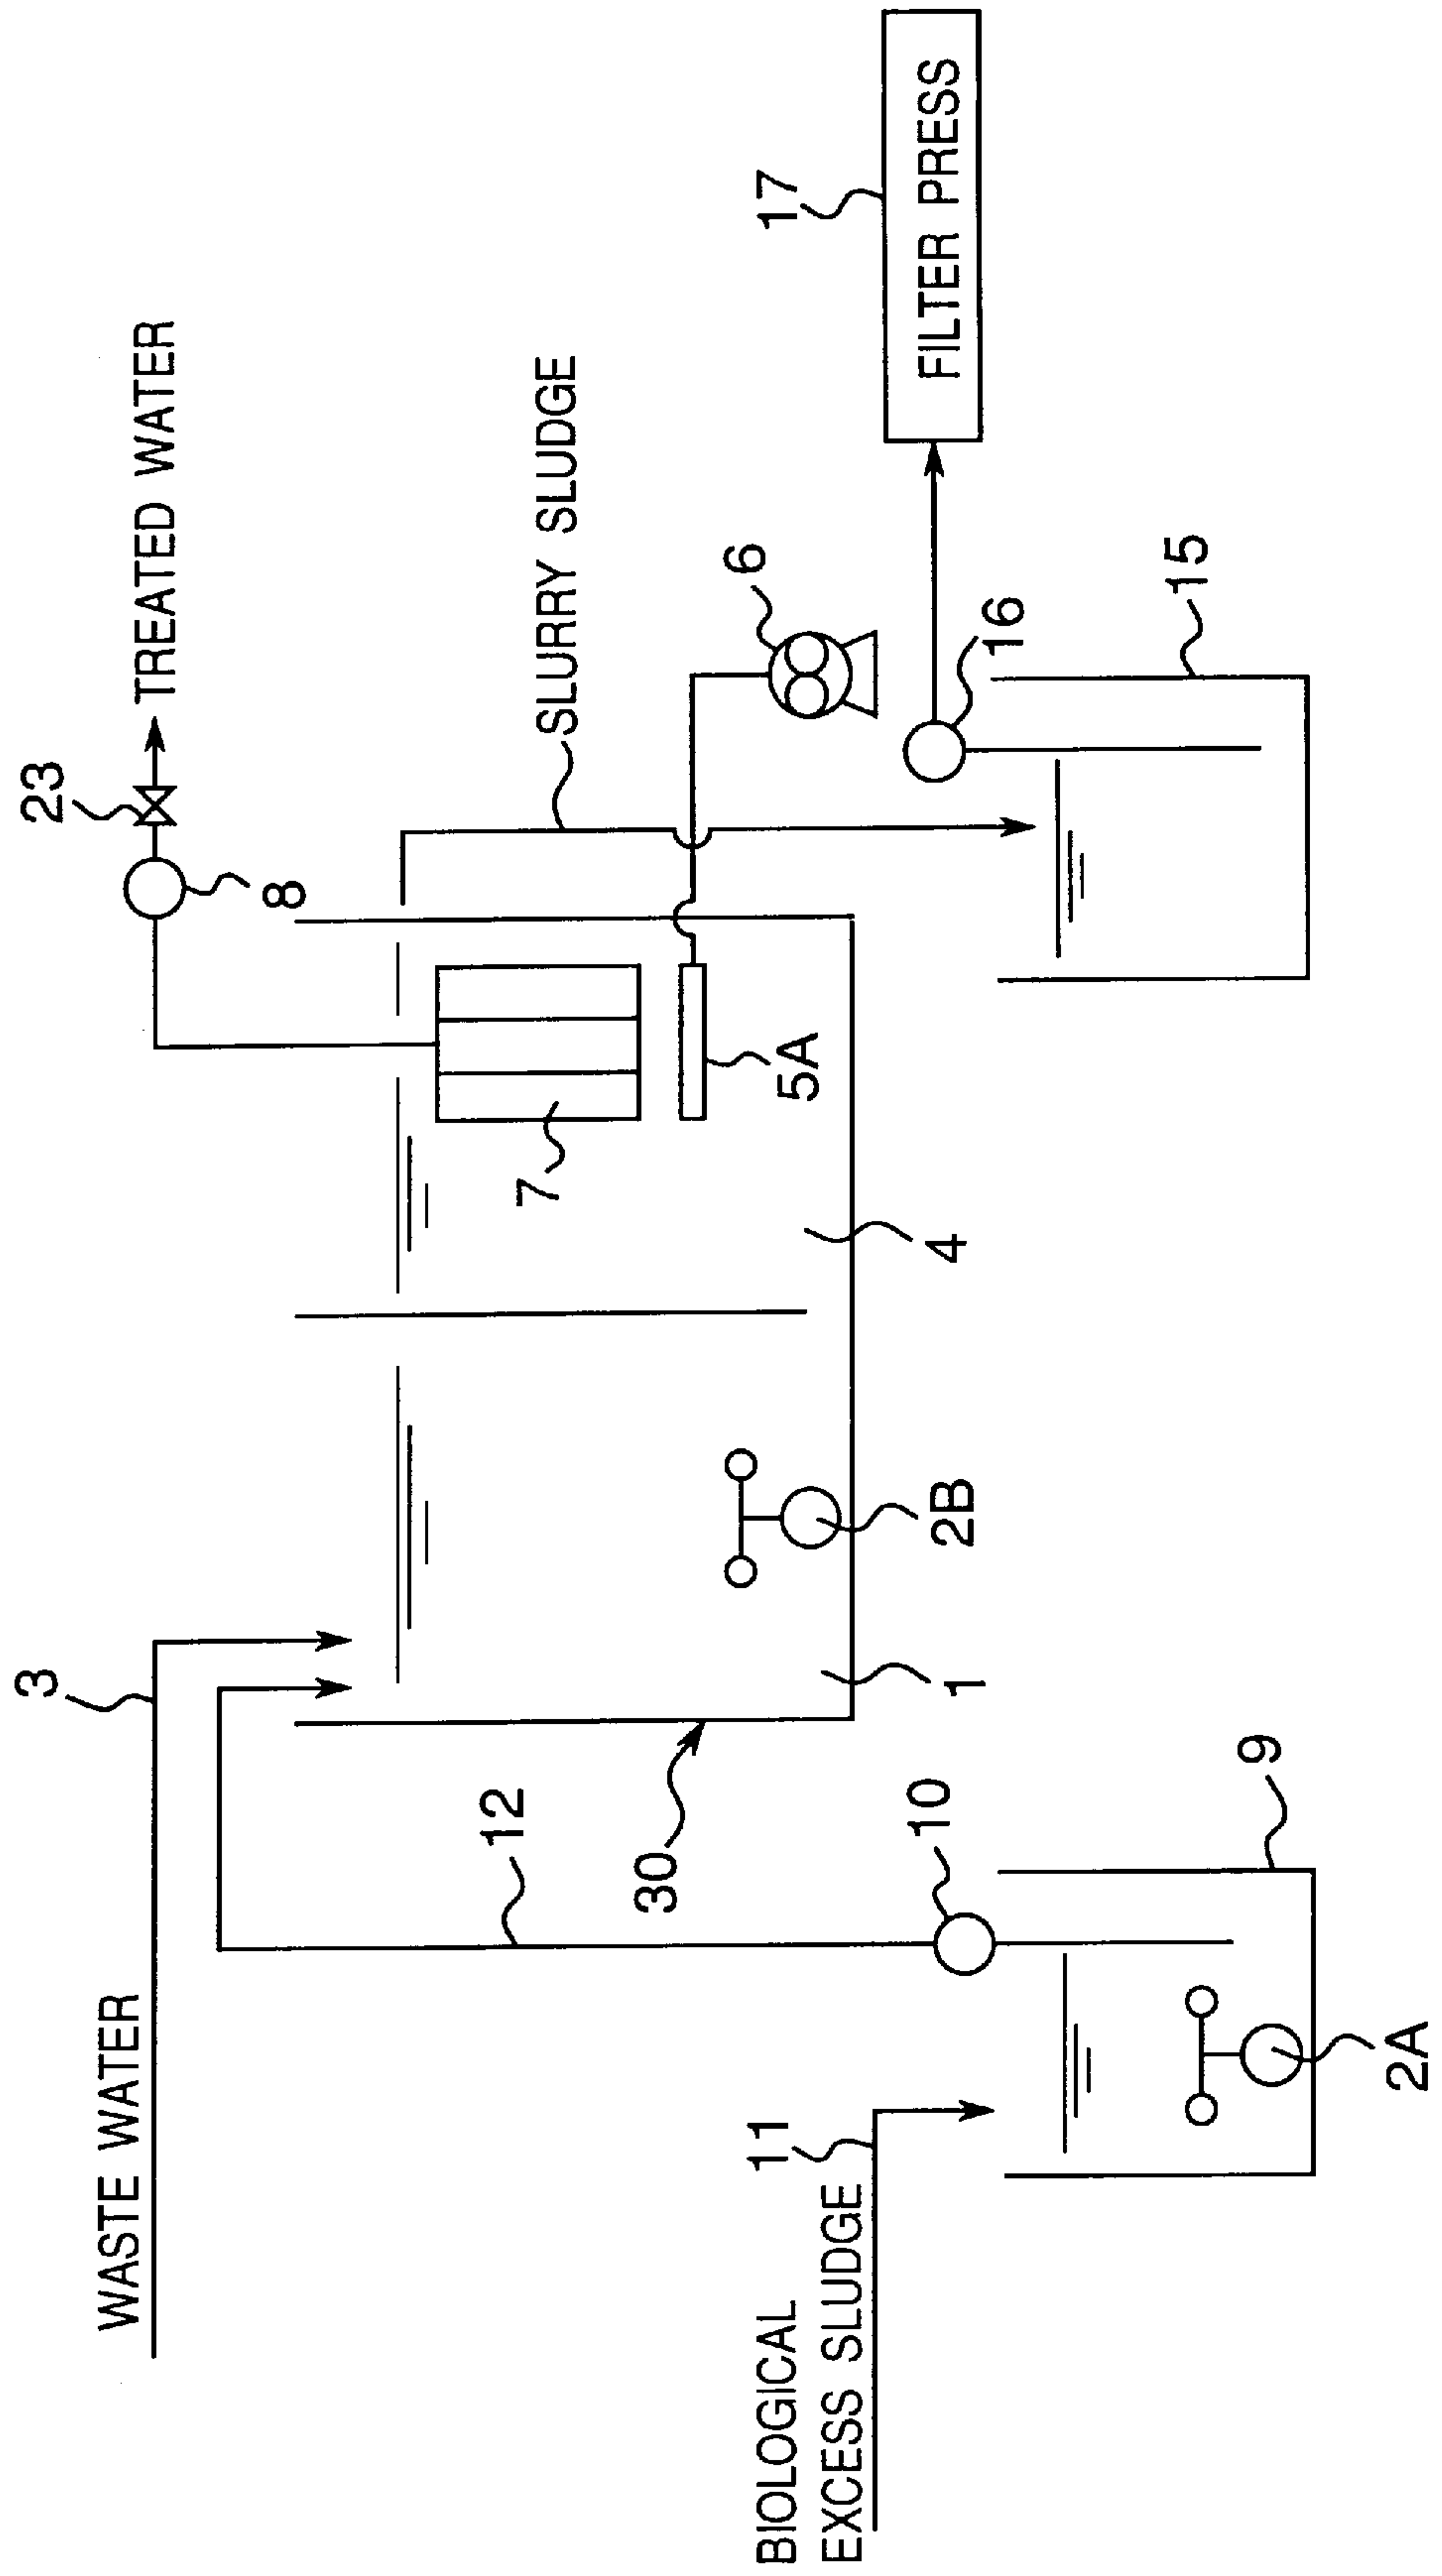 WASTE WATER
3
23
TREATED WATER
8
12
SLURRY SLUDGE
7
30
6
17
5A
BIOLOGICAL
EXCESS SLUDGE
11
10
1
2B
4
16
FILTER PRESS
9
15
2A